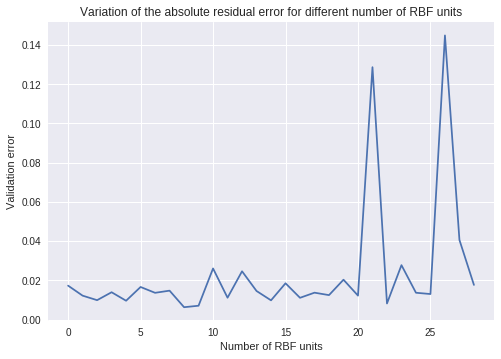 Variation of the absolute residual error for different number of RBF units
0.14
0.12
0.10
0.08
0.06
0.04
0.02
0.00
Validation error
0 5 10 15 20 25
Number of RBF units